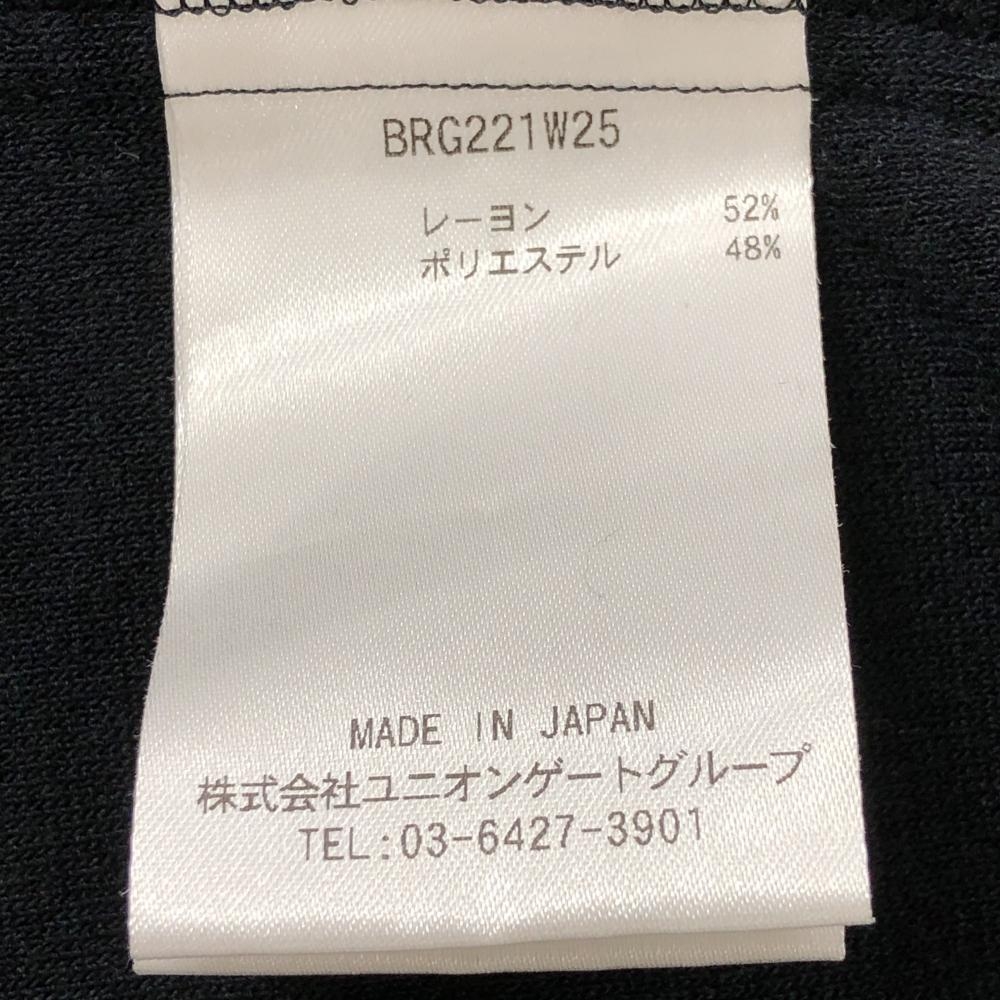 BRG221W25
レーヨン 52%
ポリエステル 48%
MADE IN JAPAN
株式会社ユニオンゲートグループ
TEL:03-6427-3901